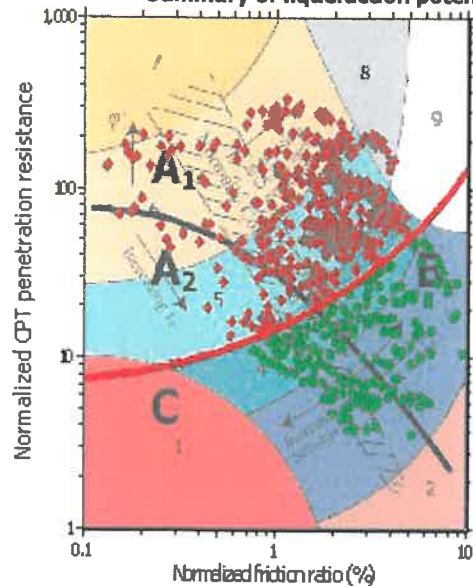 Summary of liquefaction poten
1,000
8
9
A1
100
A2
5
B
10
C
1
2
1
0.1
1
10
Normalized CPT penetration resistance
Normalized friction ratio (%)